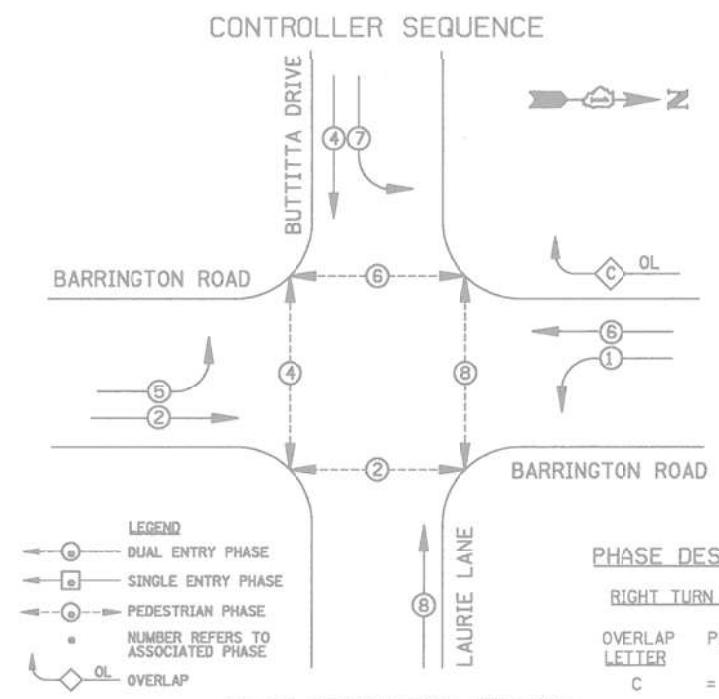 CONTROLLER SEQUENCE
BUTTITTA DRIVE
N
4 7
C OL
BARRINGTON ROAD
6
6
1
5
2
4
8
2
BARRINGTON ROAD
LAURIE LANE
8
LEGEND
DUAL ENTRY PHASE
SINGLE ENTRY PHASE
PEDESTRIAN PHASE
NUMBER REFERS TO
ASSOCIATED PHASE
OL OVERLAP
PHASE DES
RIGHT TURN
OVERLAP P
LETTER
C =